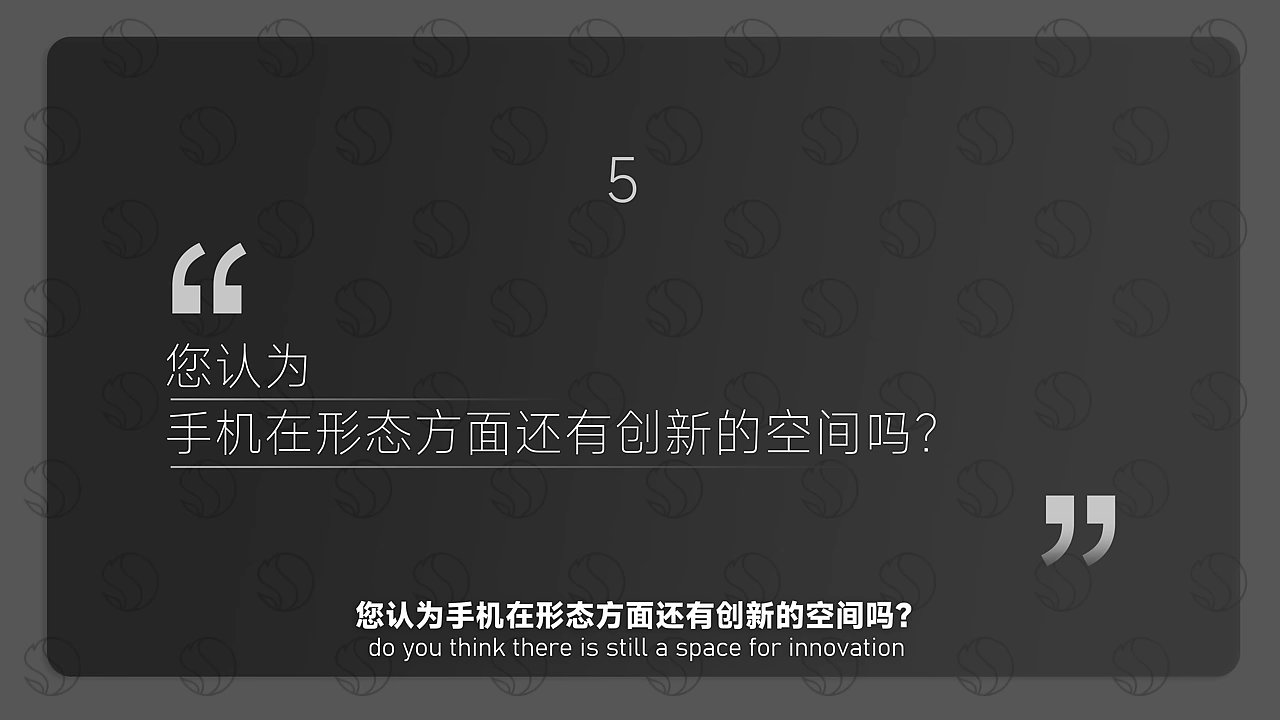 5
“
您认为
手机在形态方面还有创新的空间吗?
”
您认为手机在形态方面还有创新的空间吗?
do you think there is still a space for innovation